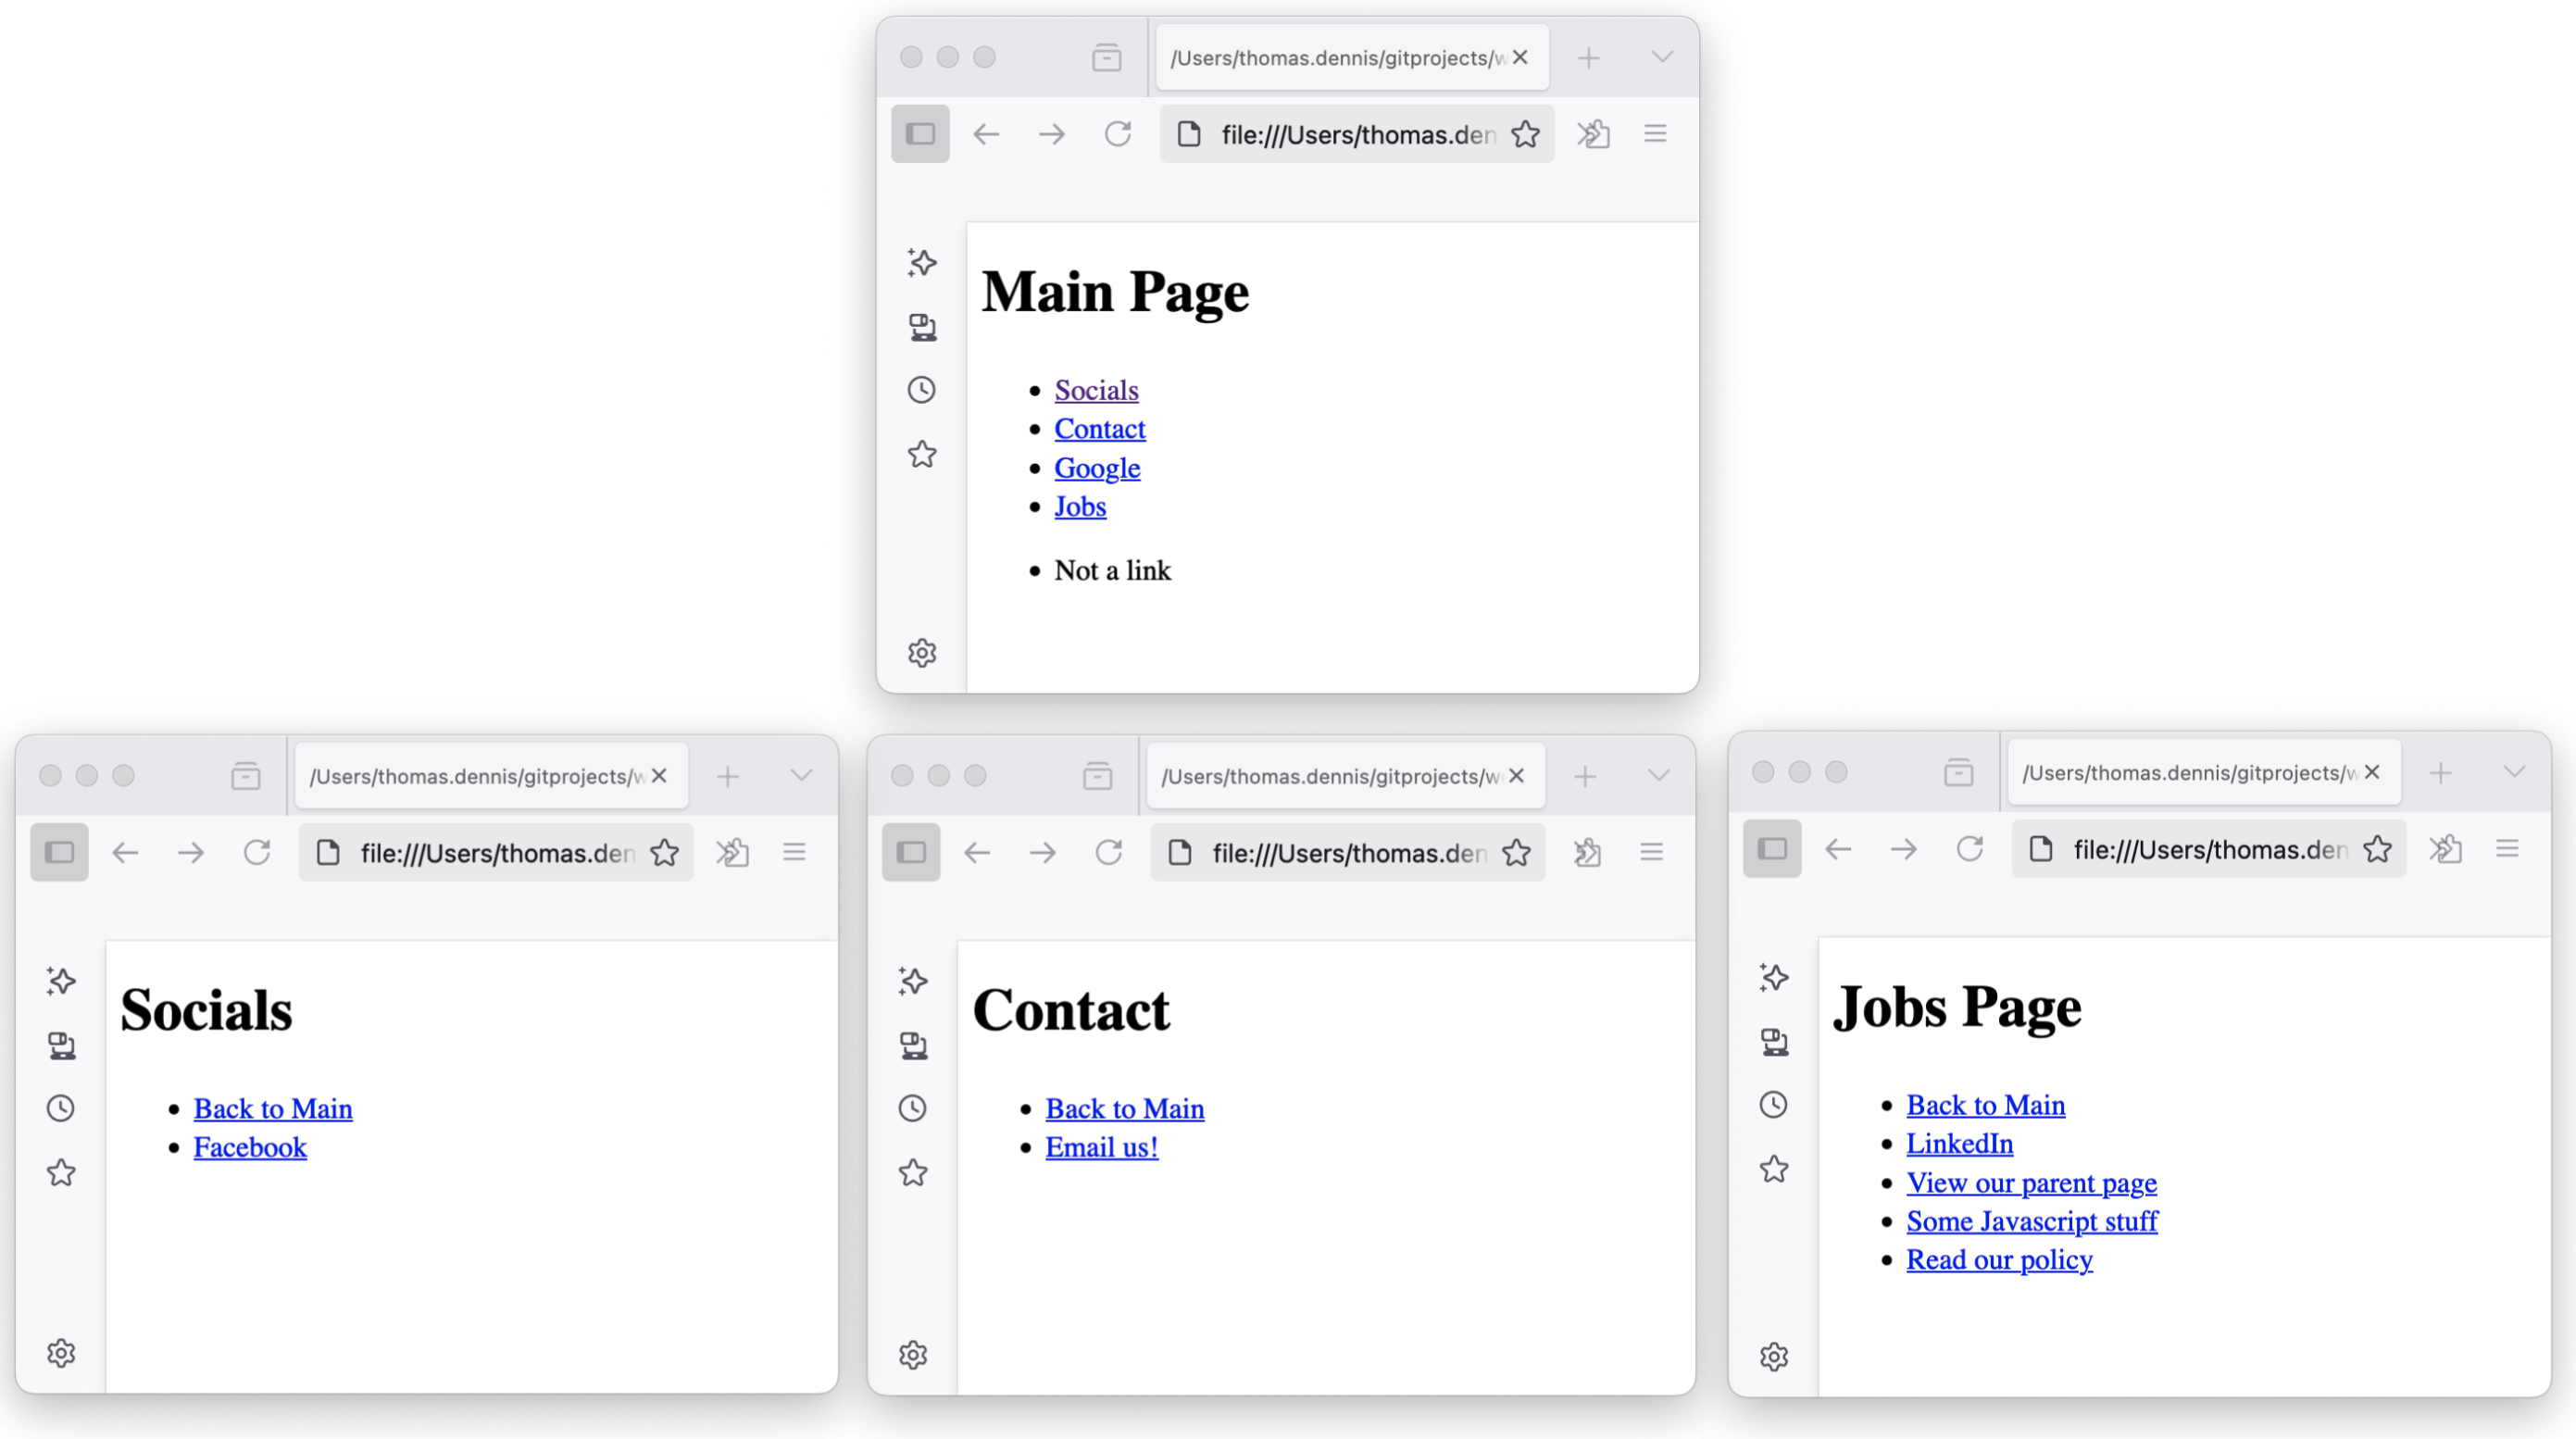 /Users/thomas.dennis/gitprojects/w
file:///Users/thomas.den
Main Page
Socials
Contact
Google
Jobs
Not a link
/Users/thomas.dennis/gitprojects/w
file:///Users/thomas.den
Socials
Back to Main
Facebook
/Users/thomas.dennis/gitprojects/w
file:///Users/thomas.den
Contact
Back to Main
Email us!
/Users/thomas.dennis/gitprojects/w
file:///Users/thomas.den
Jobs Page
Back to Main
LinkedIn
View our parent page
Some Javascript stuff
Read our policy